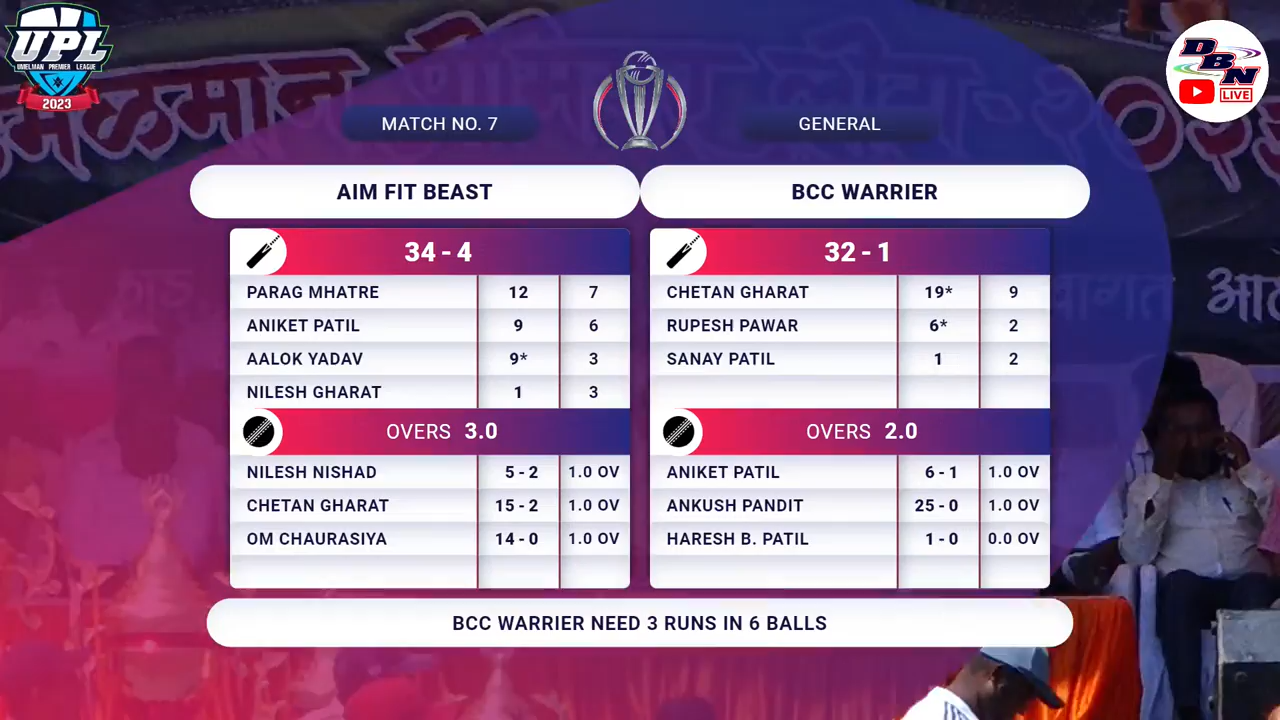 UPL
UMELMAN PREMIER LEAGUE
2023
DBN
LIVE
MATCH NO. 7
GENERAL
AIM FIT BEAST
BCC WARRIER
34 - 4
PARAG MHATRE 12 7
ANIKET PATIL 9 6
AALOK YADAV 9* 3
NILESH GHARAT 1 3
OVERS 3.0
NILESH NISHAD 5 - 2 1.0 OV
CHETAN GHARAT 15 - 2 1.0 OV
OM CHAURASIYA 14 - 0 1.0 OV
32 - 1
CHETAN GHARAT 19* 9
RUPESH PAWAR 6* 2
SANAY PATIL 1 2
OVERS 2.0
ANIKET PATIL 6 - 1 1.0 OV
ANKUSH PANDIT 25 - 0 1.0 OV
HARESH B. PATIL 1 - 0 0.0 OV
BCC WARRIER NEED 3 RUNS IN 6 BALLS